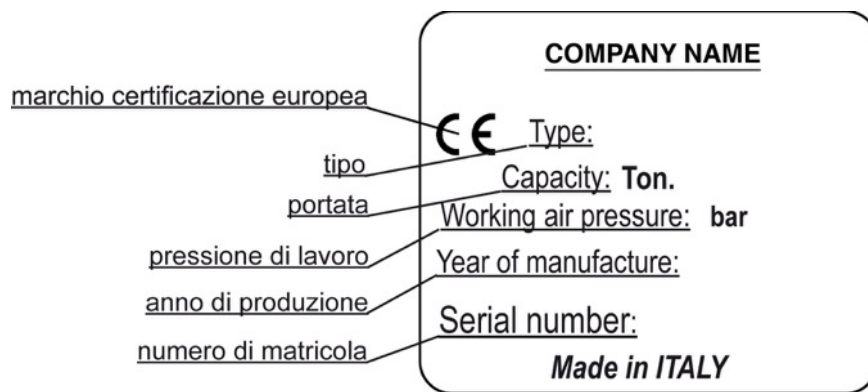 COMPANY NAME
marchio certificazione europea
CE Type:
tipo
Capacity: Ton.
portata
Working air pressure: bar
pressione di lavoro
Year of manufacture:
anno di produzione
Serial number:
numero di matricola
Made in ITALY